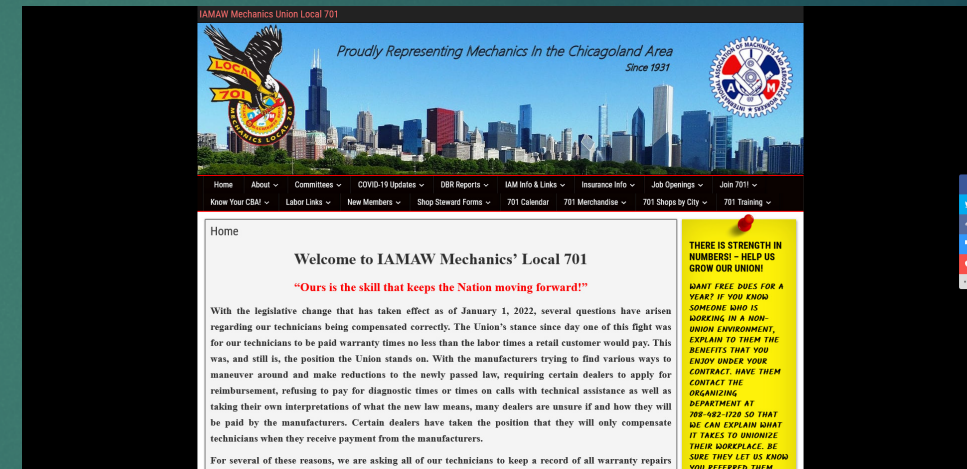 IAMAW Mechanics Union Local 701
Proudly Representing Mechanics In the Chicagoland Area
Since 1931
LOCAL
701
MECHANICS LOCAL 701
INTERNATIONAL ASSOCIATION OF MACHINISTS AND AEROSPACE WORKERS
I A M
Home About Committees COVID-19 Updates DBR Reports IAM Info & Links Insurance Info Job Openings Join 701!
Know Your CBA! Labor Links New Members Shop Steward Forms 701 Calendar 701 Merchandise 701 Shops by City 701 Training
Home
Welcome to IAMAW Mechanics’ Local 701
“Ours is the skill that keeps the Nation moving forward!”
With the legislative change that has taken effect as of January 1, 2022, several questions have arisen
regarding our technicians being compensated correctly. The Union’s stance since day one of this fight was
for our technicians to be paid warranty times no less than the labor times a retail customer would pay. This
was, and still is, the position the Union stands on. With the manufacturers trying to find various ways to
maneuver around and make reductions to the newly passed law, requiring certain dealers to apply for
reimbursement, refusing to pay for diagnostic times or times on calls with technical assistance as well as
taking their own interpretations of what the new law means, many dealers are unsure if and how they will
be paid by the manufacturers. Certain dealers have taken the position that they will only compensate
technicians when they receive payment from the manufacturers.
For several of these reasons, we are asking all of our technicians to keep a record of all warranty repairs
THERE IS STRENGTH IN
NUMBERS! – HELP US
GROW OUR UNION!
WANT FREE DUES FOR A
YEAR? IF YOU KNOW
SOMEONE WHO IS
WORKING IN A NON-
UNION ENVIRONMENT,
EXPLAIN TO THEM THE
BENEFITS THAT YOU
ENJOY UNDER YOUR
CONTRACT. HAVE THEM
CONTACT THE
ORGANIZING
DEPARTMENT AT
708-482-1720 SO THAT
WE CAN EXPLAIN WHAT
IT TAKES TO UNIONIZE
THEIR WORKPLACE. BE
SURE THEY LET US KNOW
YOU REFERRED THEM